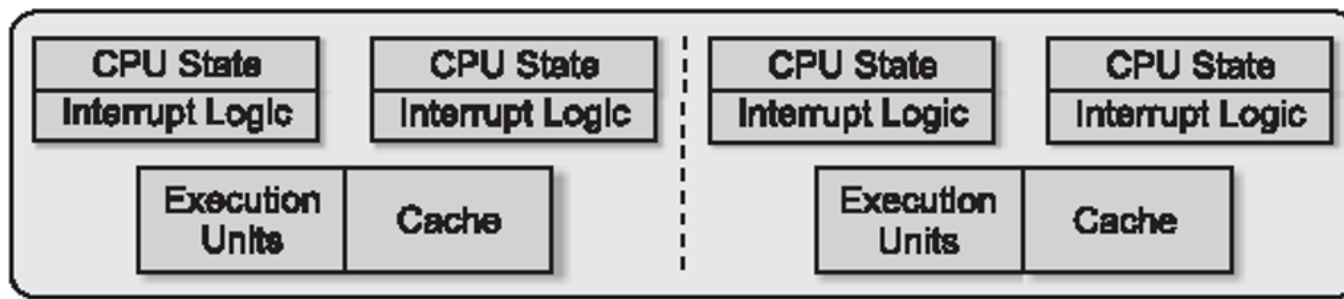 CPU State CPU State CPU State CPU State
Interrupt Logic Interrupt Logic Interrupt Logic Interrupt Logic
Execution Units Cache Execution Units Cache